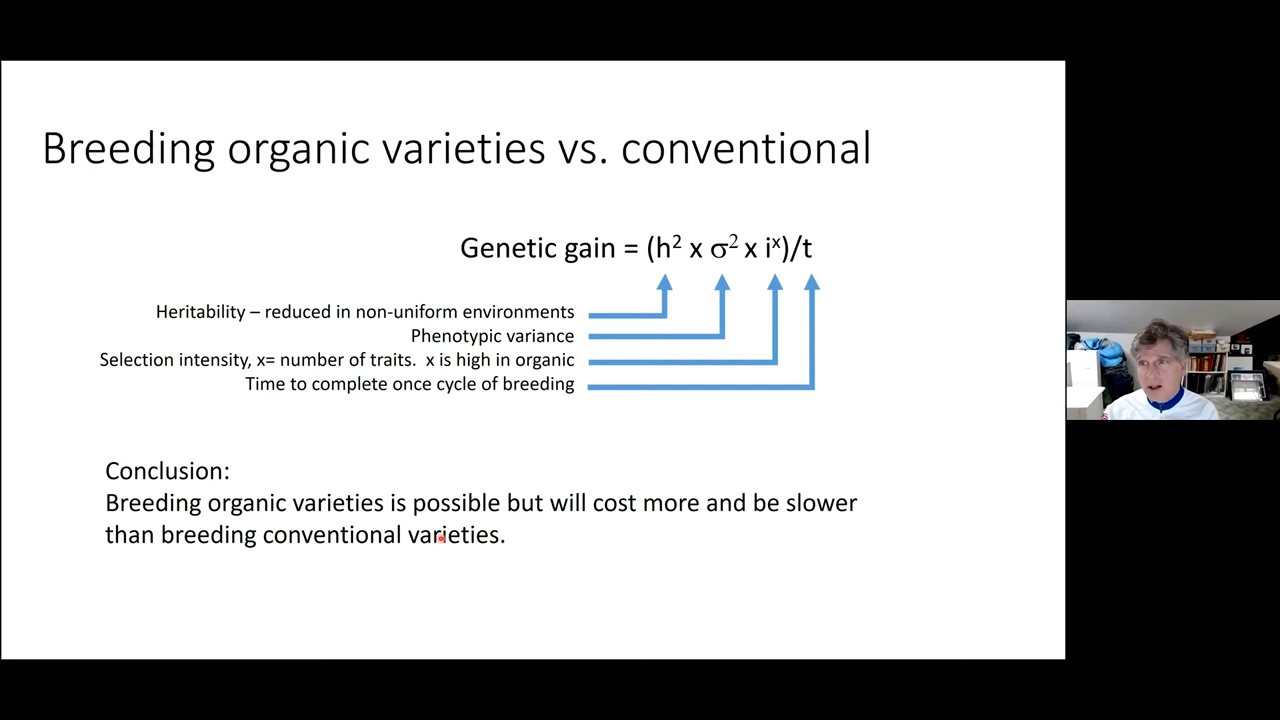 Breeding organic varieties vs. conventional
Genetic gain = (h² x σ² x iˣ)/t
Heritability – reduced in non-uniform environments
Phenotypic variance
Selection intensity, x= number of traits.  x is high in organic
Time to complete once cycle of breeding
Conclusion:
Breeding organic varieties is possible but will cost more and be slower
than breeding conventional varieties.